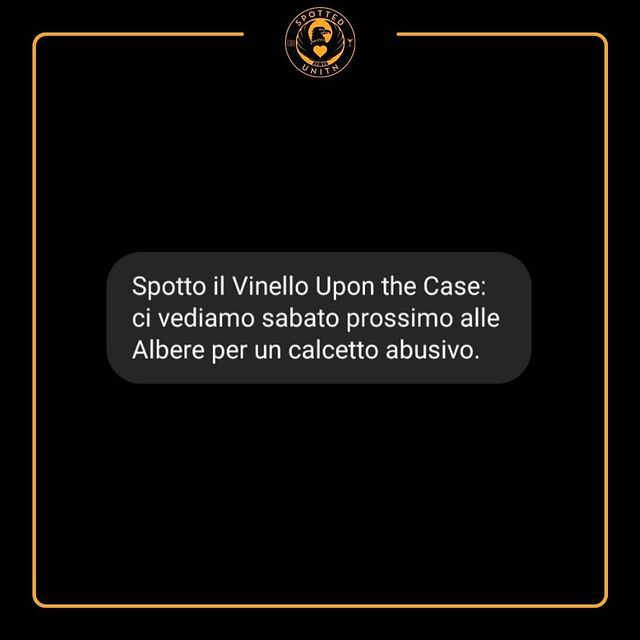 SPOTTED
UNITN
Spotto il Vinello Upon the Case:
ci vediamo sabato prossimo alle
Albere per un calcetto abusivo.